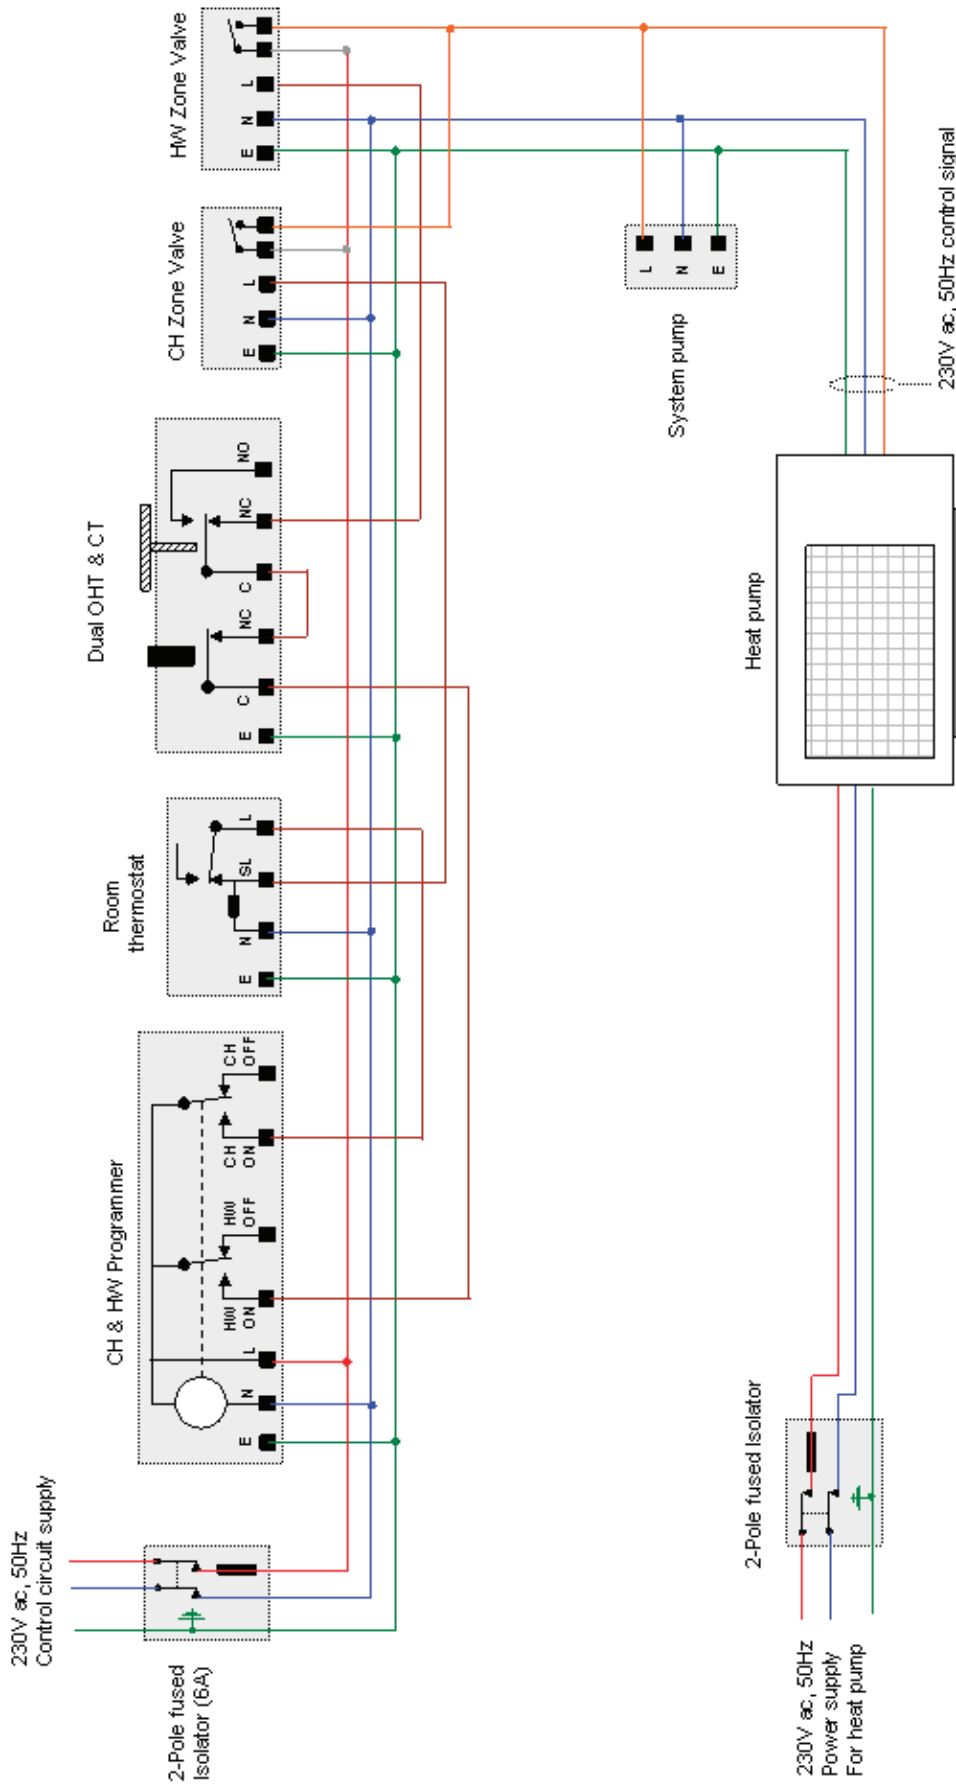 230V ac, 50Hz
Control circuit supply
2-Pole fused
Isolator (6A)
CH & HW Programmer
E
N
L
HW
ON
HW
OFF
CH
ON
CH
OFF
Room
thermostat
E
N
SL
L
Dual OHT & CT
E
C
NC
C
NC
NO
CH Zone Valve
E
N
L
HW Zone Valve
E
N
L
System pump
L
N
E
230V ac, 50Hz
Power supply
For heat pump
2-Pole fused Isolator
Heat pump
230V ac, 50Hz control signal